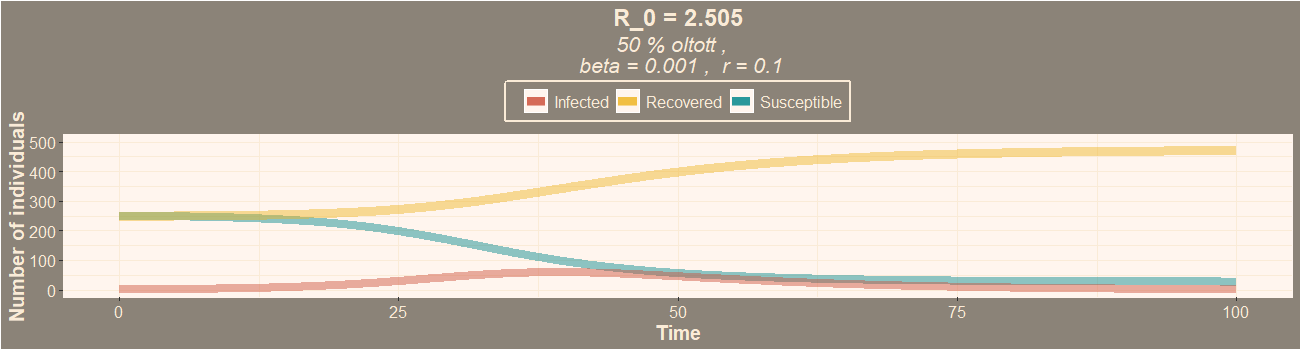 R_0 = 2.505
50 % oltott ,
beta = 0.001 , r = 0.1
Infected Recovered Susceptible
Number of individuals
500
400
300
200
100
0
0 25 50 75 100
Time